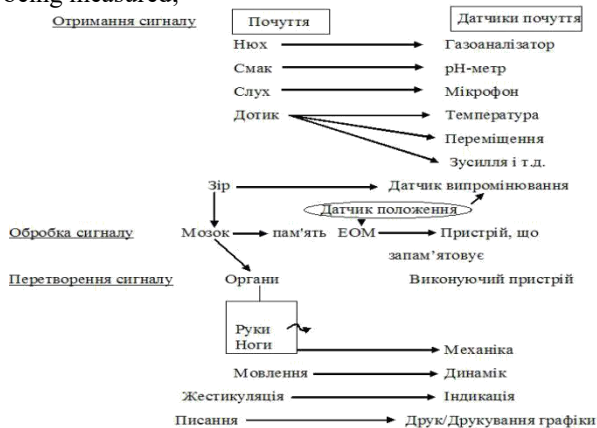 being measured;
Отримання сигналу Почуття Датчики почуття
Нюх Газоаналізатор
Смак pH-метр
Слух Мікрофон
Дотик Температура
Переміщення
Зусилля і т.д.
Зір Датчик випромінювання
Датчик положення
Обробка сигналу Мозок пам'ять ЕОМ Пристрій, що
запам’ятовує
Перетворення сигналу Органи Виконуючий пристрій
Руки
Ноги
Механіка
Мовлення Динамік
Жестикуляція Індикація
Писання Друк/Друкування графіки